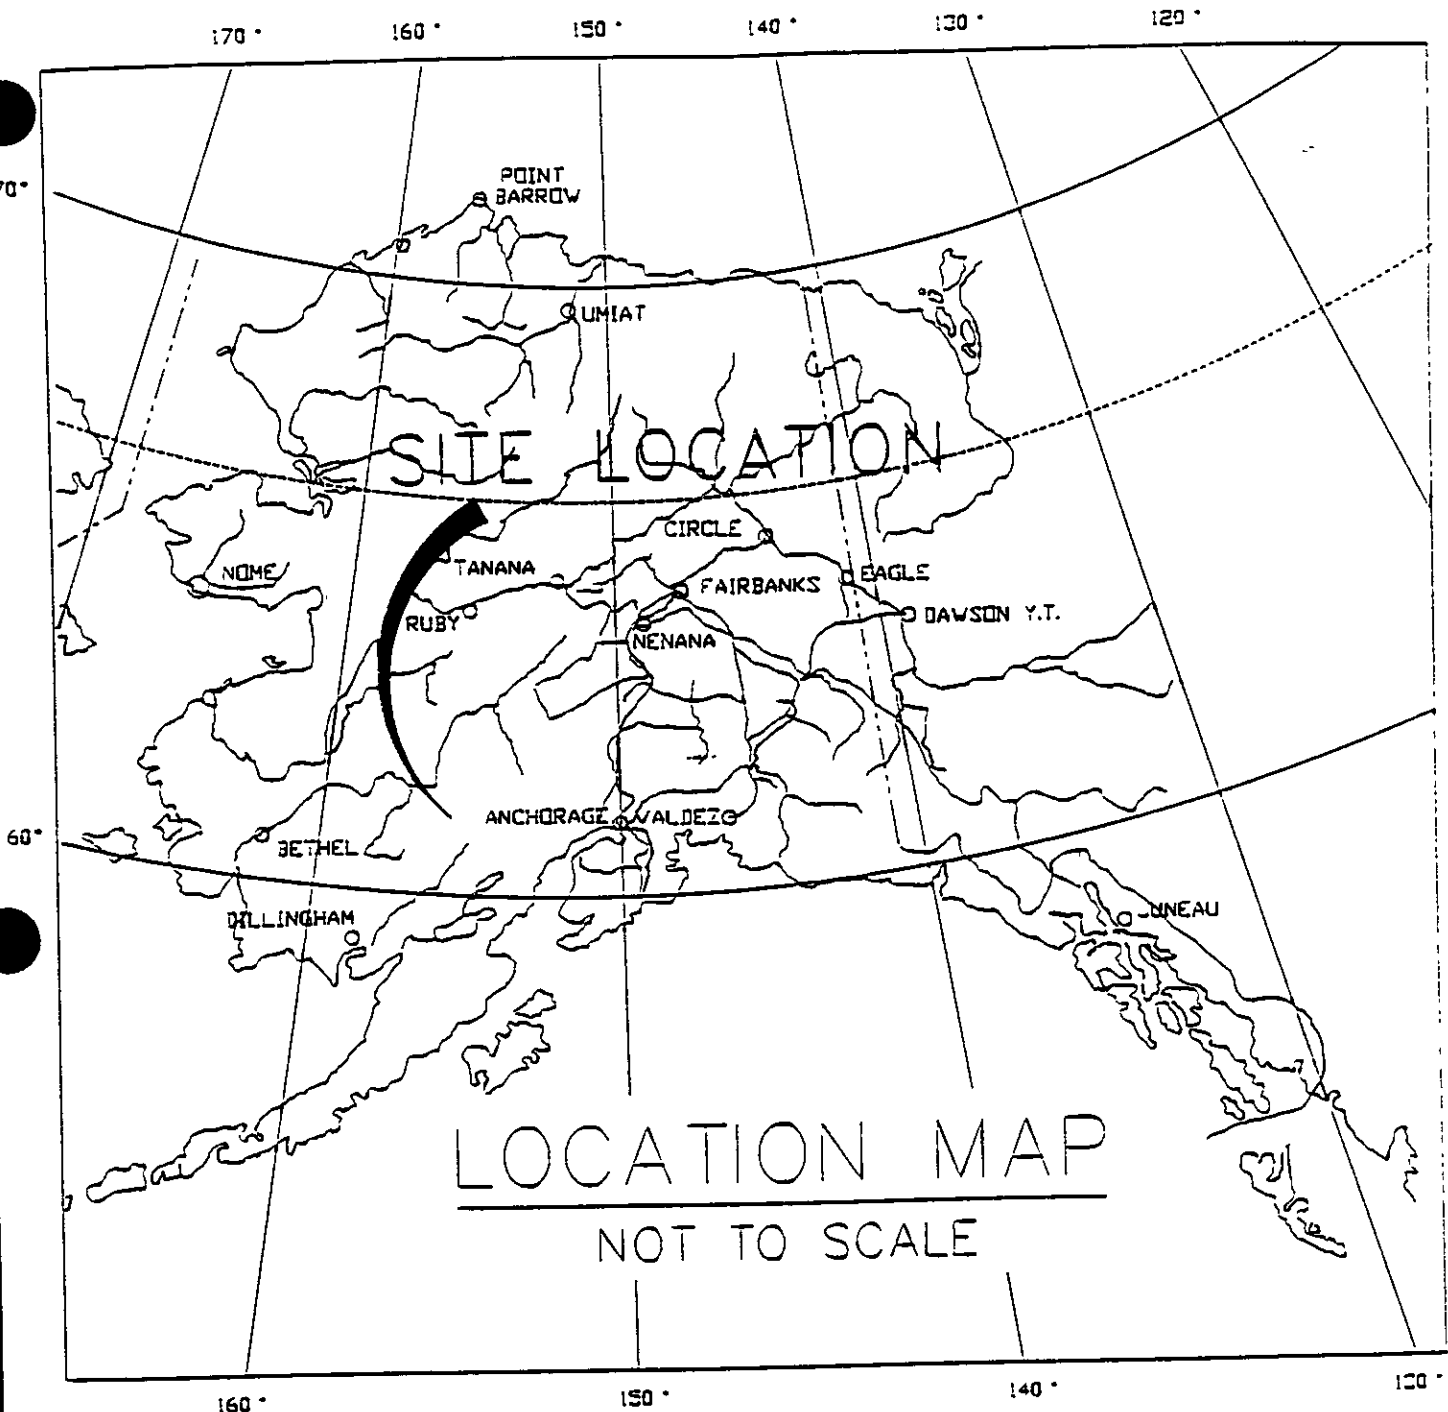 170° 160° 150° 140° 130° 120°
70°
POINT
BARROW
UMIAT
SITE LOCATION
CIRCLE
TANANA
NOME
EAGLE
FAIRBANKS
DAWSON Y.T.
RUBY
NENANA
ANCHORAGE
VALDEZ
60°
BETHEL
DILLINGHAM
JUNEAU
LOCATION MAP
NOT TO SCALE
160° 150° 140°